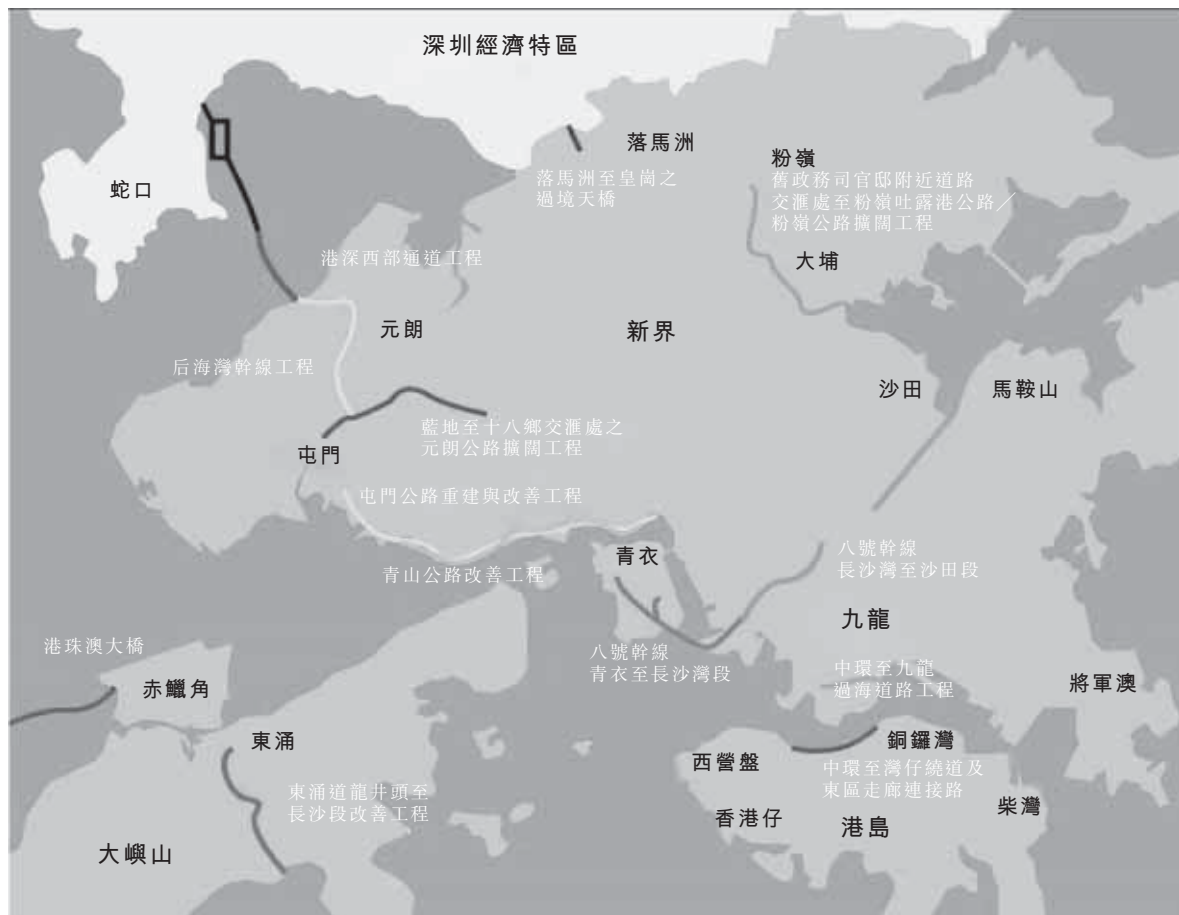 深圳經濟特區
落馬洲
粉嶺
蛇口
落馬洲至皇崗之
過境天橋
舊政務司官邸附近道路
交滙處至粉嶺吐露港公路／
粉嶺公路擴闊工程
港深西部通道工程
大埔
元朗
新界
后海灣幹線工程
沙田
馬鞍山
藍地至十八鄉交滙處之
元朗公路擴闊工程
屯門
屯門公路重建與改善工程
青山公路改善工程
青衣
八號幹線
長沙灣至沙田段
九龍
港珠澳大橋
八號幹線
青衣至長沙灣段
赤鱲角
中環至九龍
過海道路工程
將軍澳
東涌
西營盤
銅鑼灣
中環至灣仔繞道及
東區走廊連接路
東涌道龍井頭至
長沙段改善工程
香港仔
港島
柴灣
大嶼山